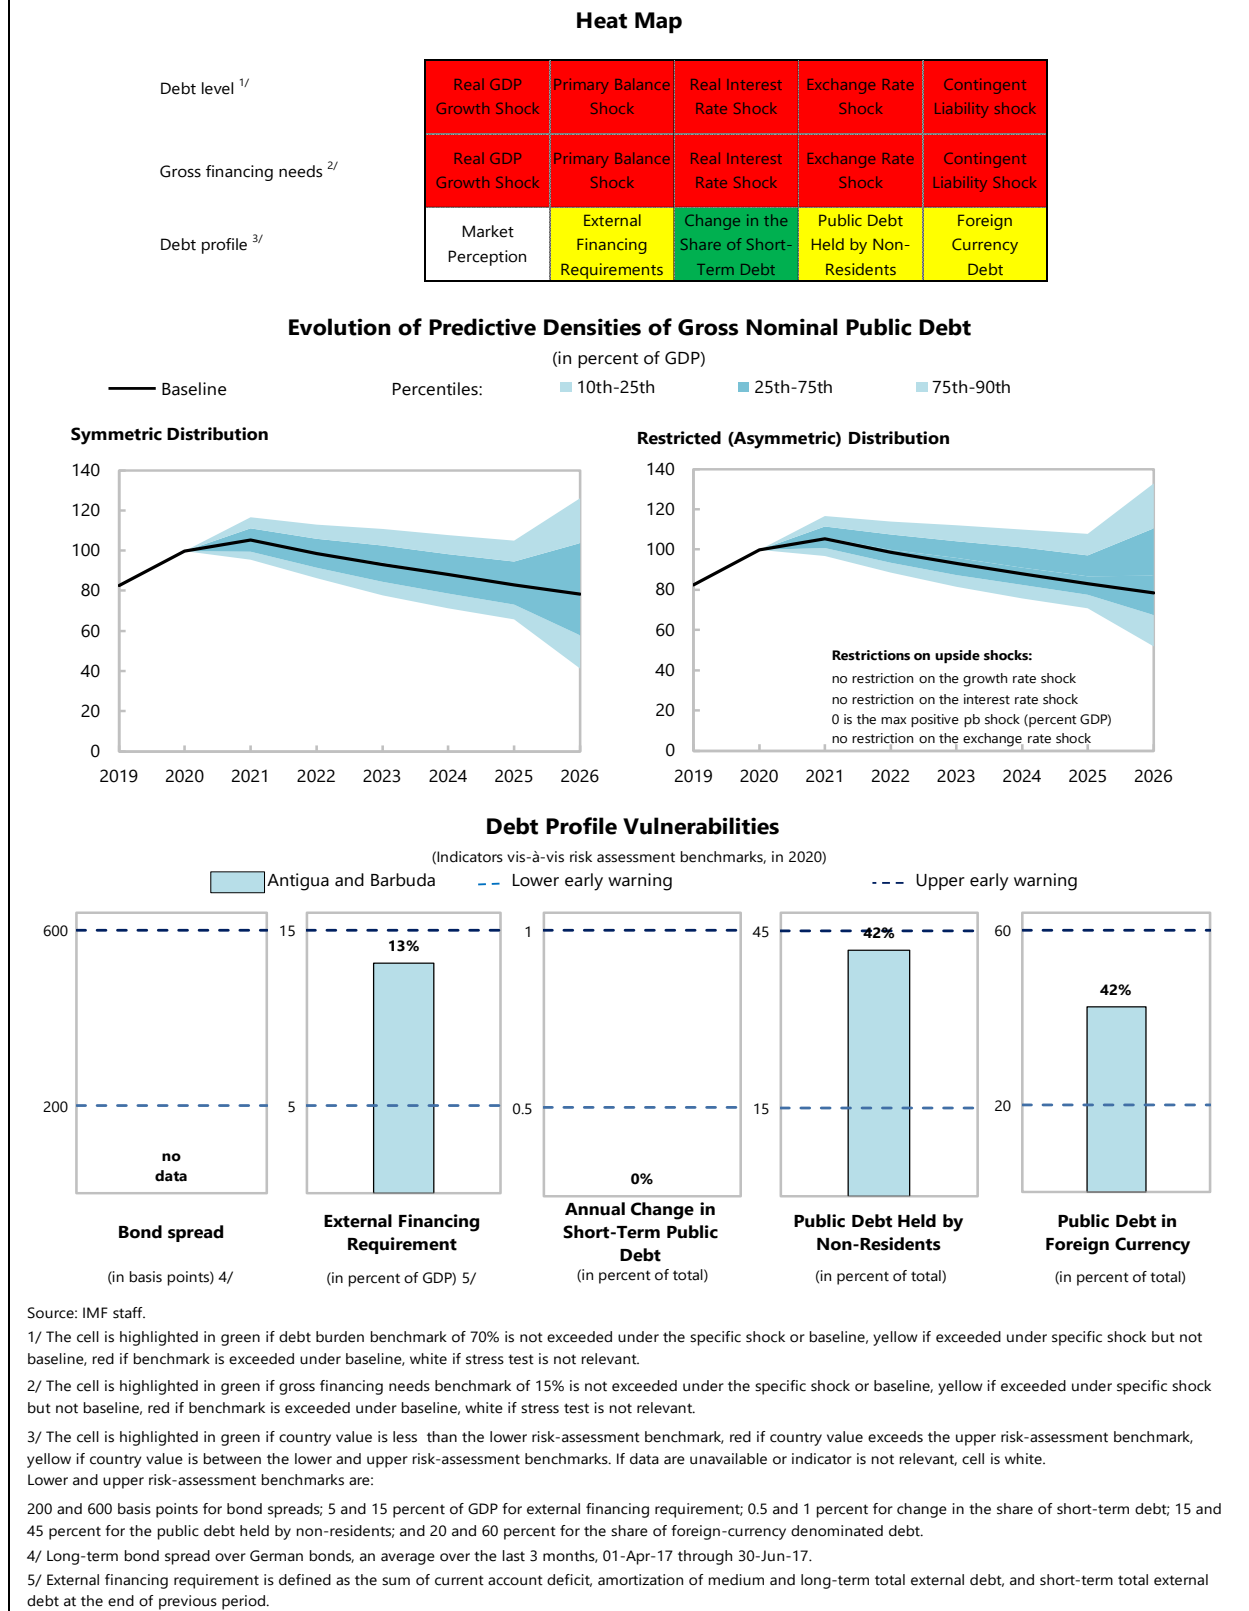 Heat Map
Debt level 1/
Real GDP Growth Shock
Primary Balance Shock
Real Interest Rate Shock
Exchange Rate Shock
Contingent Liability shock
Gross financing needs 2/
Real GDP Growth Shock
Primary Balance Shock
Real Interest Rate Shock
Exchange Rate Shock
Contingent Liability Shock
Debt profile 3/
Market Perception
External Financing Requirements
Change in the Share of Short-Term Debt
Public Debt Held by Non-Residents
Foreign Currency Debt
Evolution of Predictive Densities of Gross Nominal Public Debt
(in percent of GDP)
Baseline
Percentiles:
10th-25th
25th-75th
75th-90th
Symmetric Distribution
140
120
100
80
60
40
20
0
2019 2020 2021 2022 2023 2024 2025 2026
Restricted (Asymmetric) Distribution
140
120
100
80
60
40
20
0
Restrictions on upside shocks:
no restriction on the growth rate shock
no restriction on the interest rate shock
0 is the max positive pb shock (percent GDP)
no restriction on the exchange rate shock
2019 2020 2021 2022 2023 2024 2025 2026
Debt Profile Vulnerabilities
(Indicators vis-à-vis risk assessment benchmarks, in 2020)
Antigua and Barbuda
Lower early warning
Upper early warning
600
200
no
data
Bond spread
(in basis points) 4/
15
5
13%
External Financing
Requirement
(in percent of GDP) 5/
1
0.5
0%
Annual Change in
Short-Term Public
Debt
(in percent of total)
45
15
42%
Public Debt Held by
Non-Residents
(in percent of total)
60
20
42%
Public Debt in
Foreign Currency
(in percent of total)
Source: IMF staff.
1/ The cell is highlighted in green if debt burden benchmark of 70% is not exceeded under the specific shock or baseline, yellow if exceeded under specific shock but not
baseline, red if benchmark is exceeded under baseline, white if stress test is not relevant.
2/ The cell is highlighted in green if gross financing needs benchmark of 15% is not exceeded under the specific shock or baseline, yellow if exceeded under specific shock
but not baseline, red if benchmark is exceeded under baseline, white if stress test is not relevant.
3/ The cell is highlighted in green if country value is less than the lower risk-assessment benchmark, red if country value exceeds the upper risk-assessment benchmark,
yellow if country value is between the lower and upper risk-assessment benchmarks. If data are unavailable or indicator is not relevant, cell is white.
Lower and upper risk-assessment benchmarks are:
200 and 600 basis points for bond spreads; 5 and 15 percent of GDP for external financing requirement; 0.5 and 1 percent for change in the share of short-term debt; 15 and
45 percent for the public debt held by non-residents; and 20 and 60 percent for the share of foreign-currency denominated debt.
4/ Long-term bond spread over German bonds, an average over the last 3 months, 01-Apr-17 through 30-Jun-17.
5/ External financing requirement is defined as the sum of current account deficit, amortization of medium and long-term total external debt, and short-term total external
debt at the end of previous period.